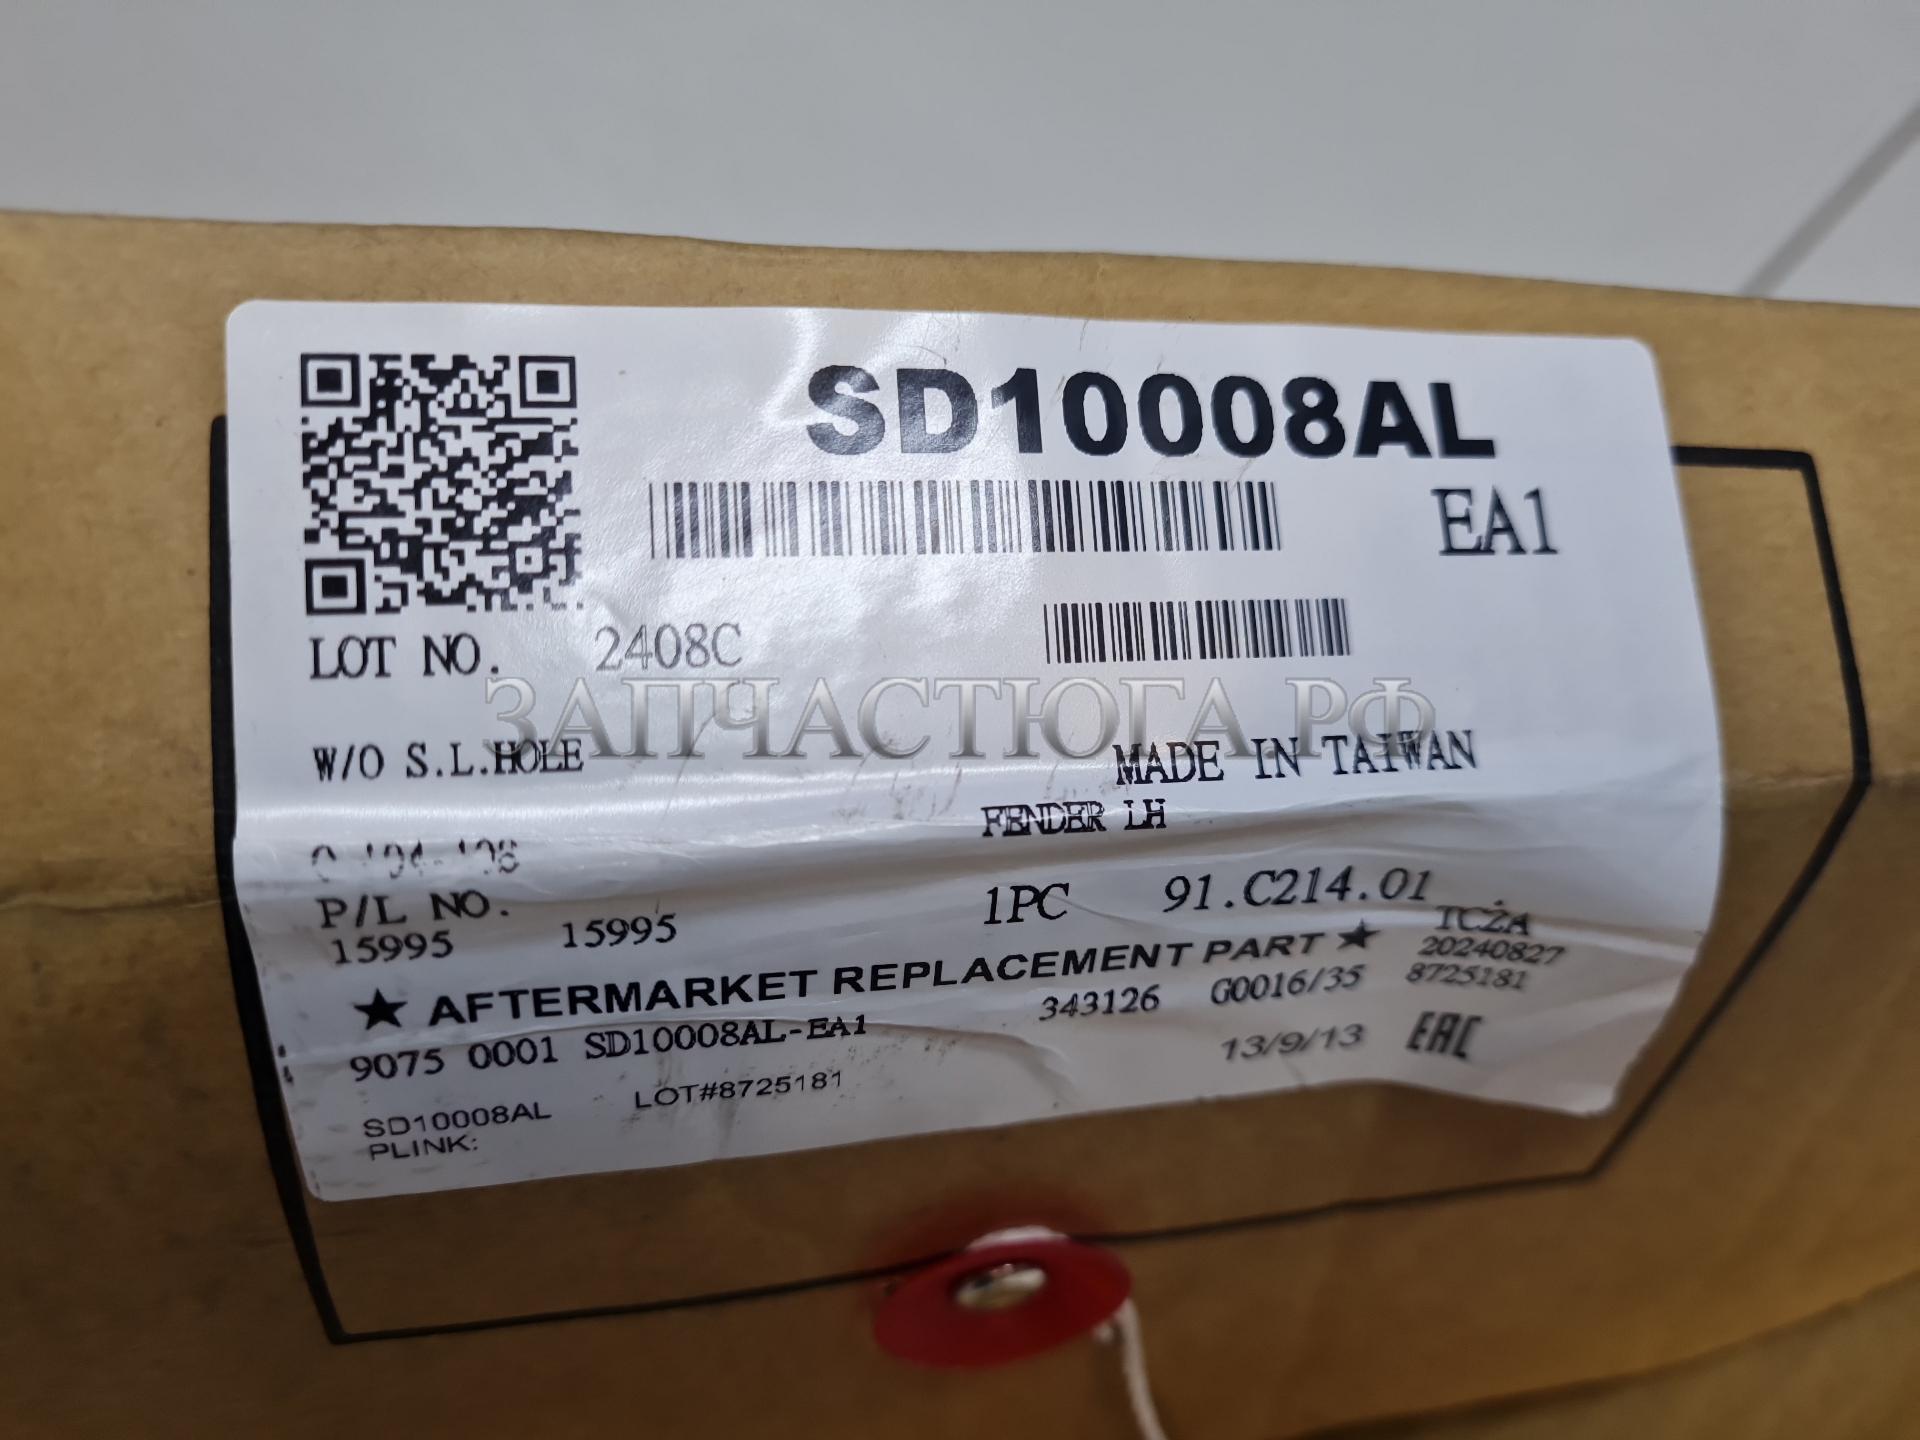 SD10008AL
EA1
LOT NO. 2408C
ЗАПЧАСТЮГА.РФ
W/O S.L.HOLE
MADE IN TAIWAN
FENDER LH
P/L NO.
15995 15995
1PC 91.C214.01
TCŻA
★ AFTERMARKET REPLACEMENT PART ★
20240827
343126 G0016/35 8725181
9075 0001 SD10008AL-EA1
13/9/13 EAC
SD10008AL LOT#8725181
PLINK: